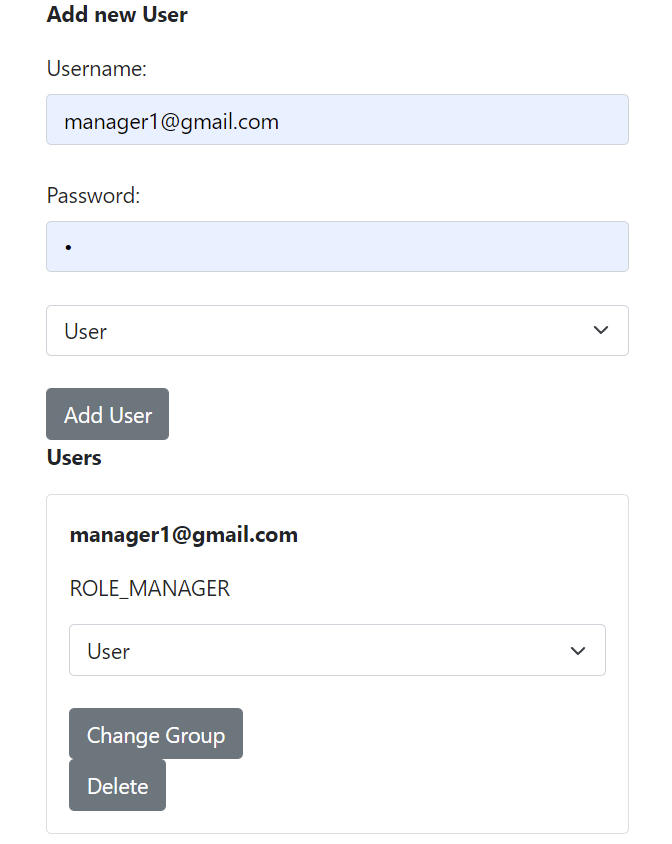 Add new User
Username:
manager1@gmail.com
Password:
•
User
Add User
Users
manager1@gmail.com
ROLE_MANAGER
User
Change Group
Delete